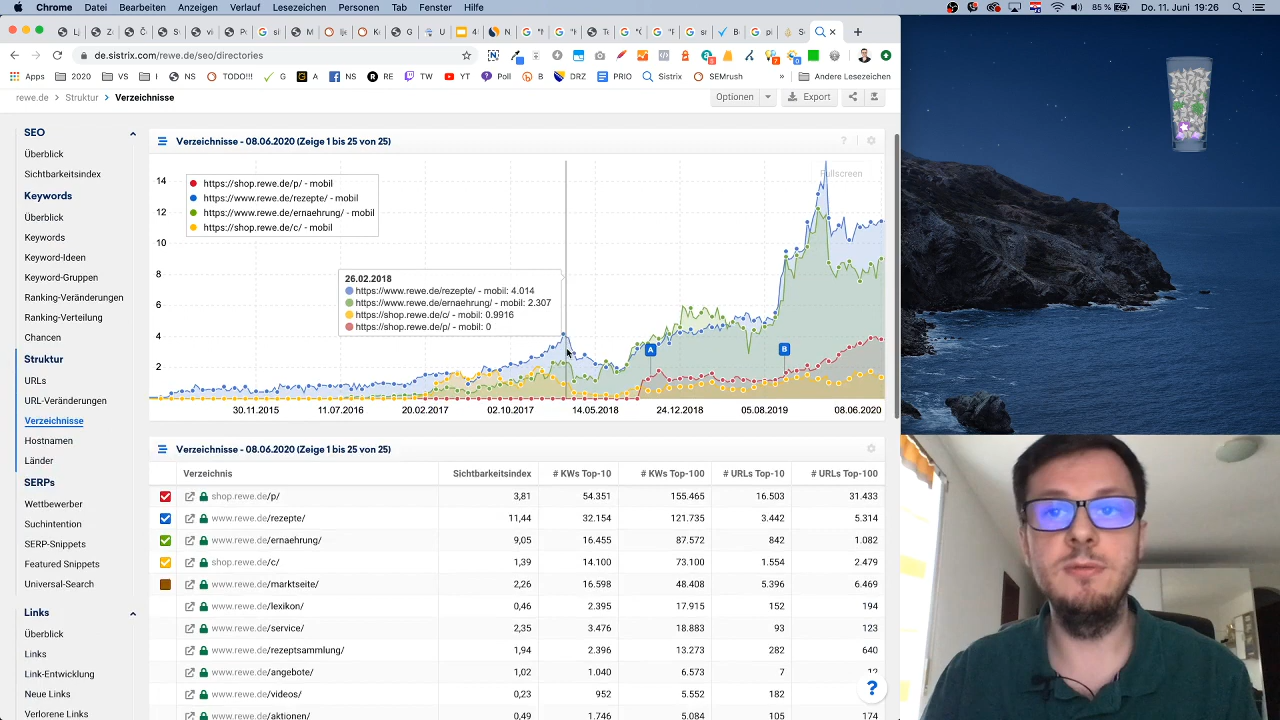 Chrome Datei Bearbeiten Anzeigen Verlauf Lesezeichen Personen Tab Fenster Hilfe 85 % Do. 11. Juni 19:26
de.sistrix.com/rewe.de/seo/directories
Apps 2020 VS I NS TODO!!! G A NS RE TW YT Poll B DRZ PRIO Sistrix SEMrush » Andere Lesezeichen
rewe.de Struktur Verzeichnisse Optionen Export
SEO
Überblick
Sichtbarkeitsindex
Keywords
Überblick
Keywords
Keyword-Ideen
Keyword-Gruppen
Ranking-Veränderungen
Ranking-Verteilung
Chancen
Struktur
URLs
URL-Veränderungen
Verzeichnisse
Hostnamen
Länder
SERPs
Wettbewerber
Suchintention
SERP-Snippets
Featured Snippets
Universal-Search
Links
Überblick
Links
Link-Entwicklung
Neue Links
Verlorene Links
Verzeichnisse - 08.06.2020 (Zeige 1 bis 25 von 25) ?
Fullscreen
https://shop.rewe.de/p/ - mobil
https://www.rewe.de/rezepte/ - mobil
https://www.rewe.de/ernaehrung/ - mobil
https://shop.rewe.de/c/ - mobil
14
12
10
8
6
4
2
26.02.2018
https://www.rewe.de/rezepte/ - mobil: 4.014
https://www.rewe.de/ernaehrung/ - mobil: 2.307
https://shop.rewe.de/c/ - mobil: 0.9916
https://shop.rewe.de/p/ - mobil: 0
A B
30.11.2015 11.07.2016 20.02.2017 02.10.2017 14.05.2018 24.12.2018 05.08.2019 08.06.2020
Verzeichnisse - 08.06.2020 (Zeige 1 bis 25 von 25)
Verzeichnis Sichtbarkeitsindex # KWs Top-10 # KWs Top-100 # URLs Top-10 # URLs Top-100
shop.rewe.de/p/ 3,81 54.351 155.465 16.503 31.433
www.rewe.de/rezepte/ 11,44 32.154 121.735 3.442 5.314
www.rewe.de/ernaehrung/ 9,05 16.455 87.572 842 1.082
shop.rewe.de/c/ 1,39 14.100 73.100 1.554 2.479
www.rewe.de/marktseite/ 2,26 16.598 48.408 5.396 6.469
www.rewe.de/lexikon/ 0,46 2.395 17.915 152 194
www.rewe.de/service/ 2,35 3.476 18.883 93 123
www.rewe.de/rezeptsammlung/ 1,94 2.396 13.273 282 640
www.rewe.de/angebote/ 1,02 1.040 6.573 7
www.rewe.de/videos/ 0,23 952 5.552 182
www.rewe.de/aktionen/ 0,49 1.746 5.084 105 174
?